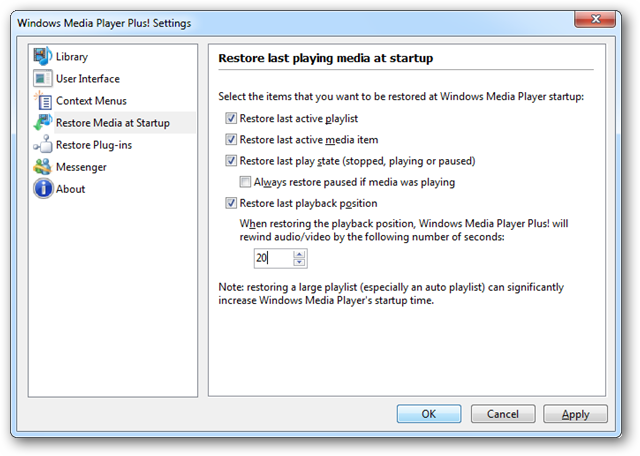 Windows Media Player Plus! Settings
Library
User Interface
Context Menus
Restore Media at Startup
Restore Plug-ins
Messenger
About
Restore last playing media at startup
Select the items that you want to be restored at Windows Media Player startup:
Restore last active playlist
Restore last active media item
Restore last play state (stopped, playing or paused)
Always restore paused if media was playing
Restore last playback position
When restoring the playback position, Windows Media Player Plus! will
rewind audio/video by the following number of seconds:
20
Note: restoring a large playlist (especially an auto playlist) can significantly
increase Windows Media Player's startup time.
OK
Cancel
Apply